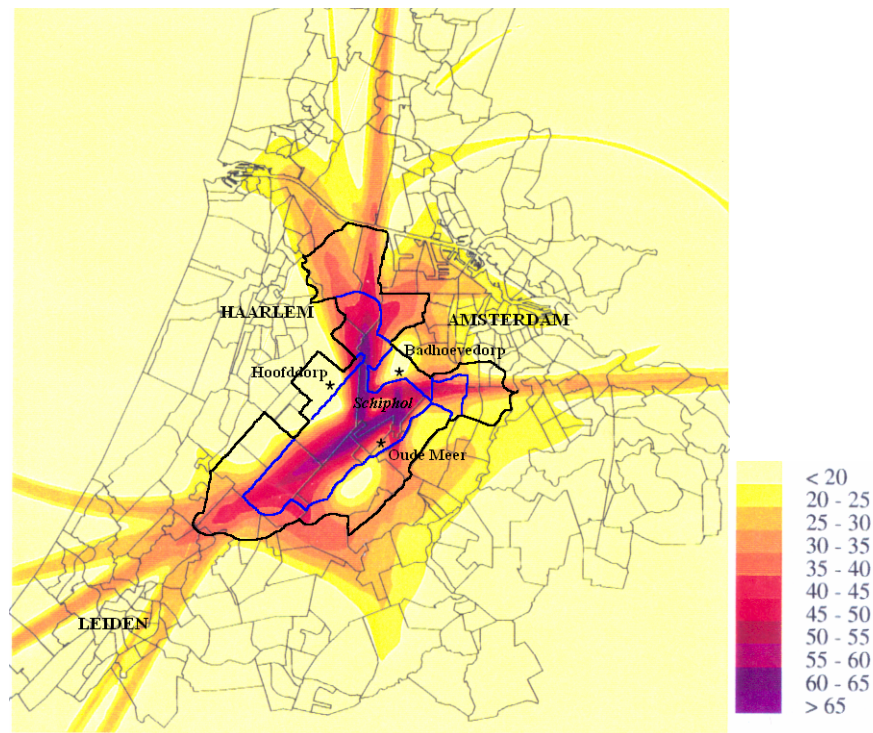 HAARLEM
AMSTERDAM
Badhoevedorp
Hoofddorp
*
*
Schiphol
*
Oude Meer
LEIDEN
< 20
20 - 25
25 - 30
30 - 35
35 - 40
40 - 45
45 - 50
50 - 55
55 - 60
60 - 65
> 65